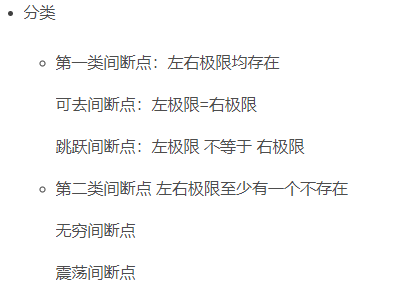 分类
第一类间断点：左右极限均存在
可去间断点：左极限=右极限
跳跃间断点：左极限 不等于 右极限
第二类间断点 左右极限至少有一个不存在
无穷间断点
震荡间断点